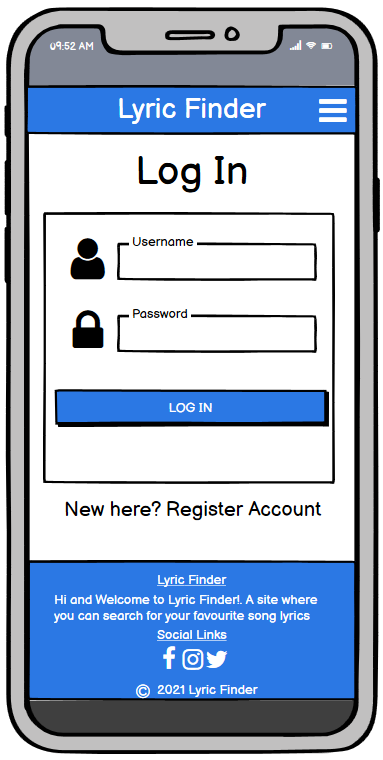 09:52 AM
Lyric Finder
Log In
Username
Password
LOG IN
New here? Register Account
Lyric Finder
Hi and Welcome to Lyric Finder!. A site where
you can search for your favourite song lyrics
Social Links
© 2021 Lyric Finder